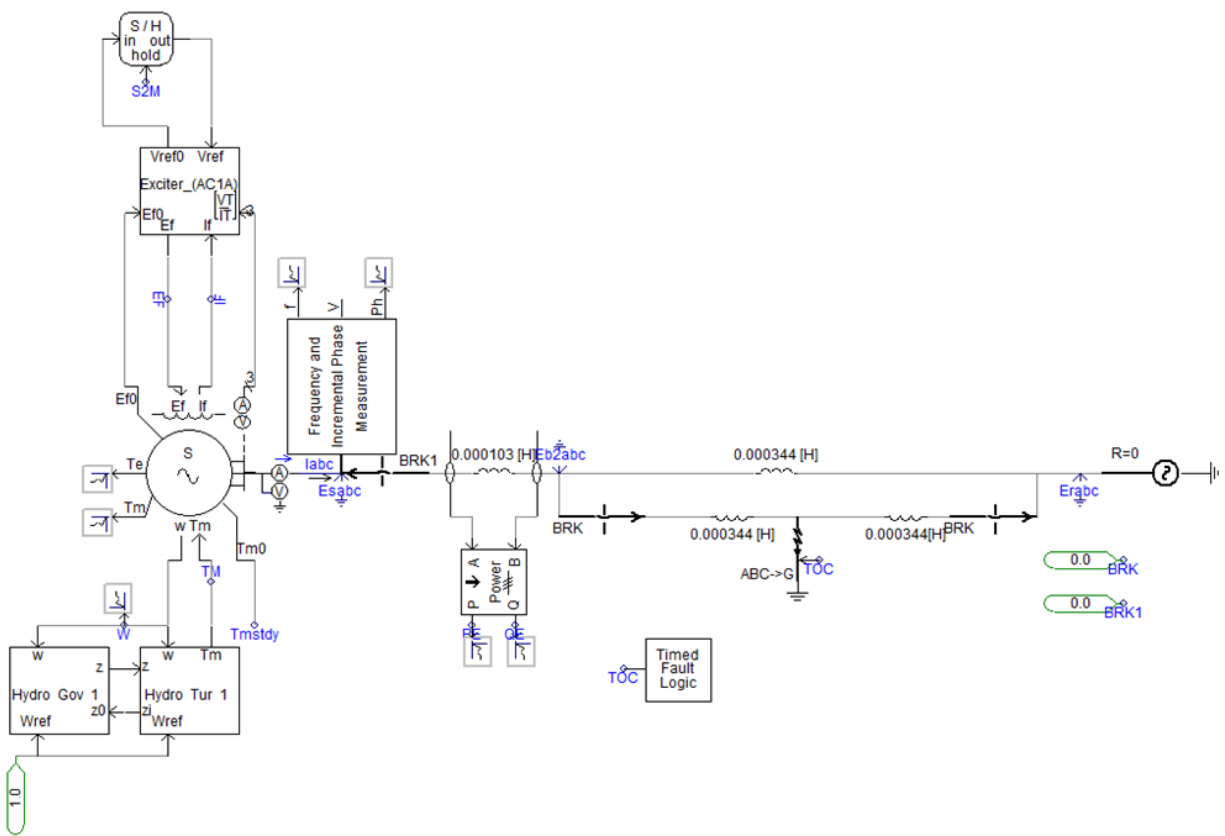 S / H
in out
hold
S2M
Vref0 Vref
Exciter_(AC1A)
VT
IT
3
Ef0
Ef If
EF
IF
f
V
Ph
Frequency and
Incremental Phase
Measurement
3
A
V
Ef0
Ef If
S
Te
Tm
w Tm
Tm0
TM
Tmstdy
W
A
V
Iabc
Esabc
BRK1
0.000103 [H]
Eb2abc
0.000344 [H]
R=0
Erabc
BRK
0.000344 [H]
0.000344[H]
BRK
ABC->G
TOC
A
B
Power
P
Q
PE
QE
0.0
BRK
0.0
BRK1
TOC
Timed
Fault
Logic
w
z
Hydro Gov 1
z0
Wref
w Tm
z
Hydro Tur 1
zi
Wref
1.0